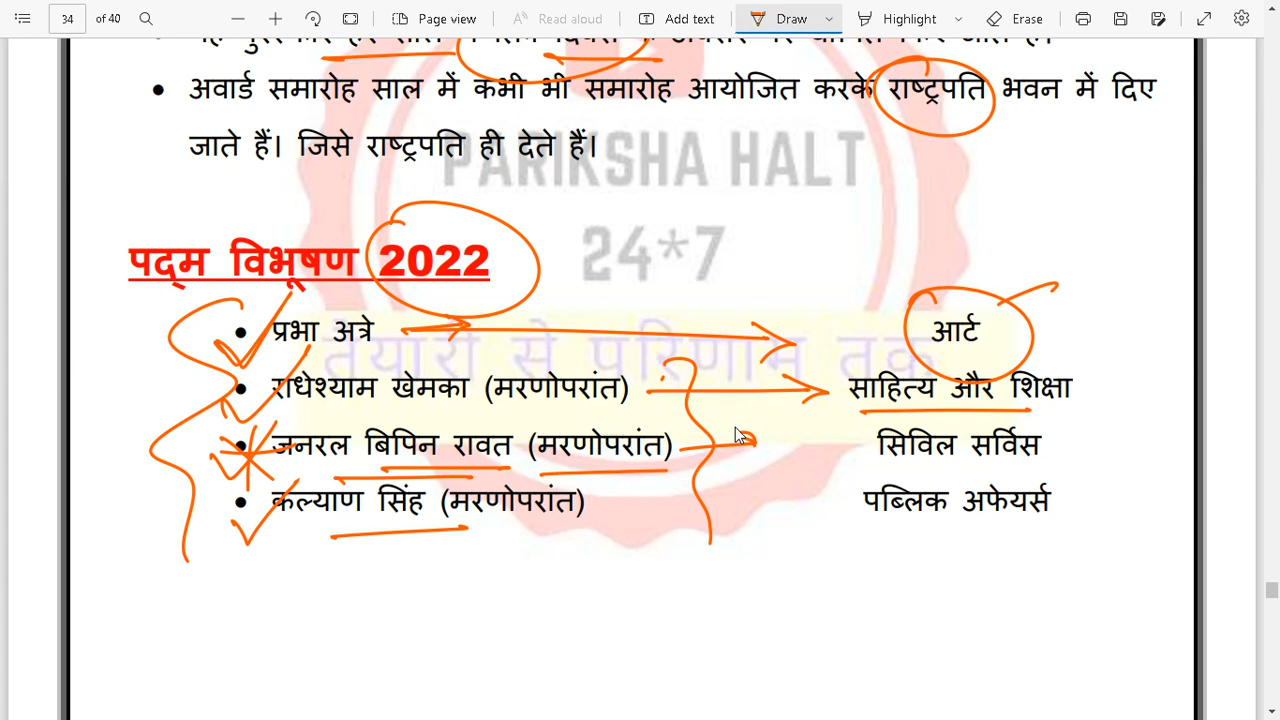 34 of 40 Page view Read aloud Add text Draw Highlight Erase
अवार्ड समारोह साल में कभी भी समारोह आयोजित करके राष्ट्रपति भवन में दिए
जाते हैं। जिसे राष्ट्रपति ही देते हैं।
PARIKSHA HALT
24*7
पद्म विभूषण 2022
प्रभा अत्रे आर्ट
तैयारी से परिणाम तक
राधेश्याम खेमका (मरणोपरांत) साहित्य और शिक्षा
जनरल बिपिन रावत (मरणोपरांत) सिविल सर्विस
कल्याण सिंह (मरणोपरांत) पब्लिक अफेयर्स